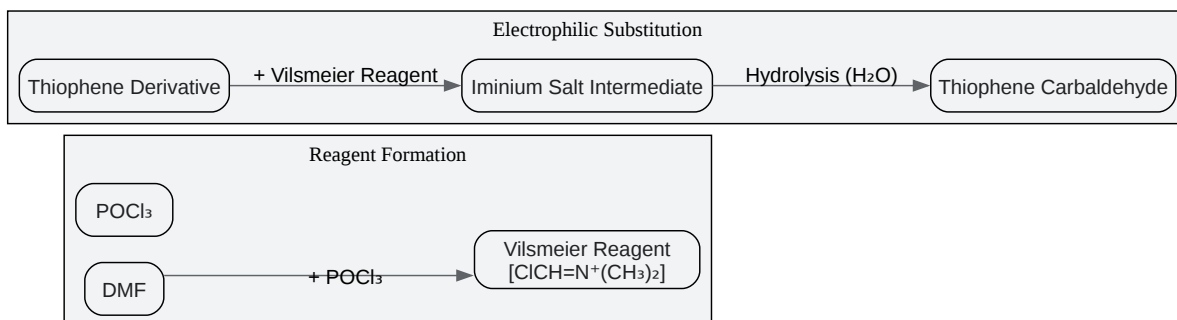 Electrophilic Substitution
Thiophene Derivative
+ Vilsmeier Reagent
Iminium Salt Intermediate
Hydrolysis (H₂O)
Thiophene Carbaldehyde
Reagent Formation
POCl₃
DMF
+ POCl₃
Vilsmeier Reagent
[ClCH=N⁺(CH₃)₂]